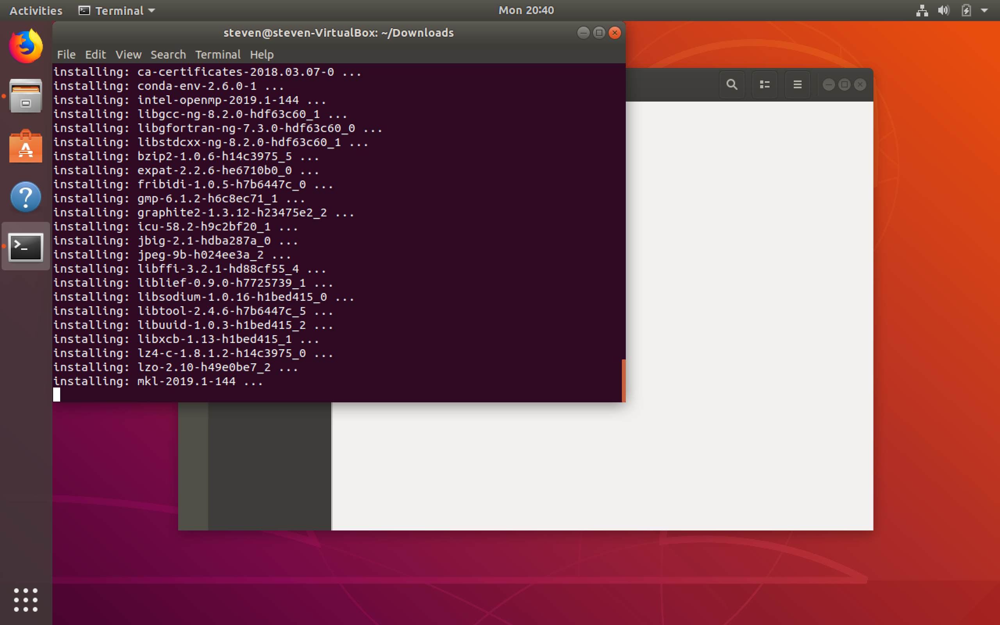 Activities Terminal Mon 20:40
steven@steven-VirtualBox: ~/Downloads
File Edit View Search Terminal Help
installing: ca-certificates-2018.03.07-0 ...
installing: conda-env-2.6.0-1 ...
installing: intel-openmp-2019.1-144 ...
installing: libgcc-ng-8.2.0-hdf63c60_1 ...
installing: libgfortran-ng-7.3.0-hdf63c60_0 ...
installing: libstdcxx-ng-8.2.0-hdf63c60_1 ...
installing: bzip2-1.0.6-h14c3975_5 ...
installing: expat-2.2.6-he6710b0_0 ...
installing: fribidi-1.0.5-h7b6447c_0 ...
installing: gmp-6.1.2-h6c8ec71_1 ...
installing: graphite2-1.3.12-h23475e2_2 ...
installing: icu-58.2-h9c2bf20_1 ...
installing: jbig-2.1-hdba287a_0 ...
installing: jpeg-9b-h024ee3a_2 ...
installing: libffi-3.2.1-hd88cf55_4 ...
installing: liblief-0.9.0-h7725739_1 ...
installing: libsodium-1.0.16-h1bed415_0 ...
installing: libtool-2.4.6-h7b6447c_5 ...
installing: libuuid-1.0.3-h1bed415_2 ...
installing: libxcb-1.13-h1bed415_1 ...
installing: lz4-c-1.8.1.2-h14c3975_0 ...
installing: lzo-2.10-h49e0be7_2 ...
installing: mkl-2019.1-144 ...